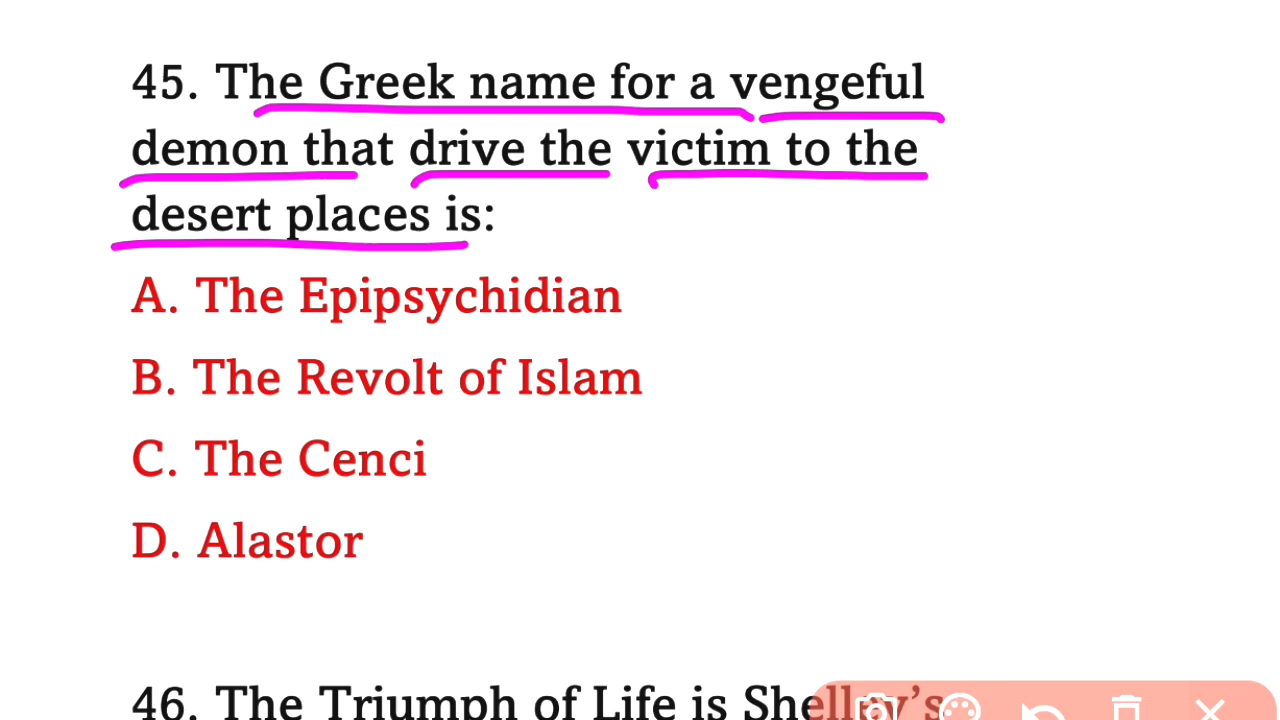 45. The Greek name for a vengeful
demon that drive the victim to the
desert places is:
A. The Epipsychidian
B. The Revolt of Islam
C. The Cenci
D. Alastor
46. The Triumph of Life is Shelley's